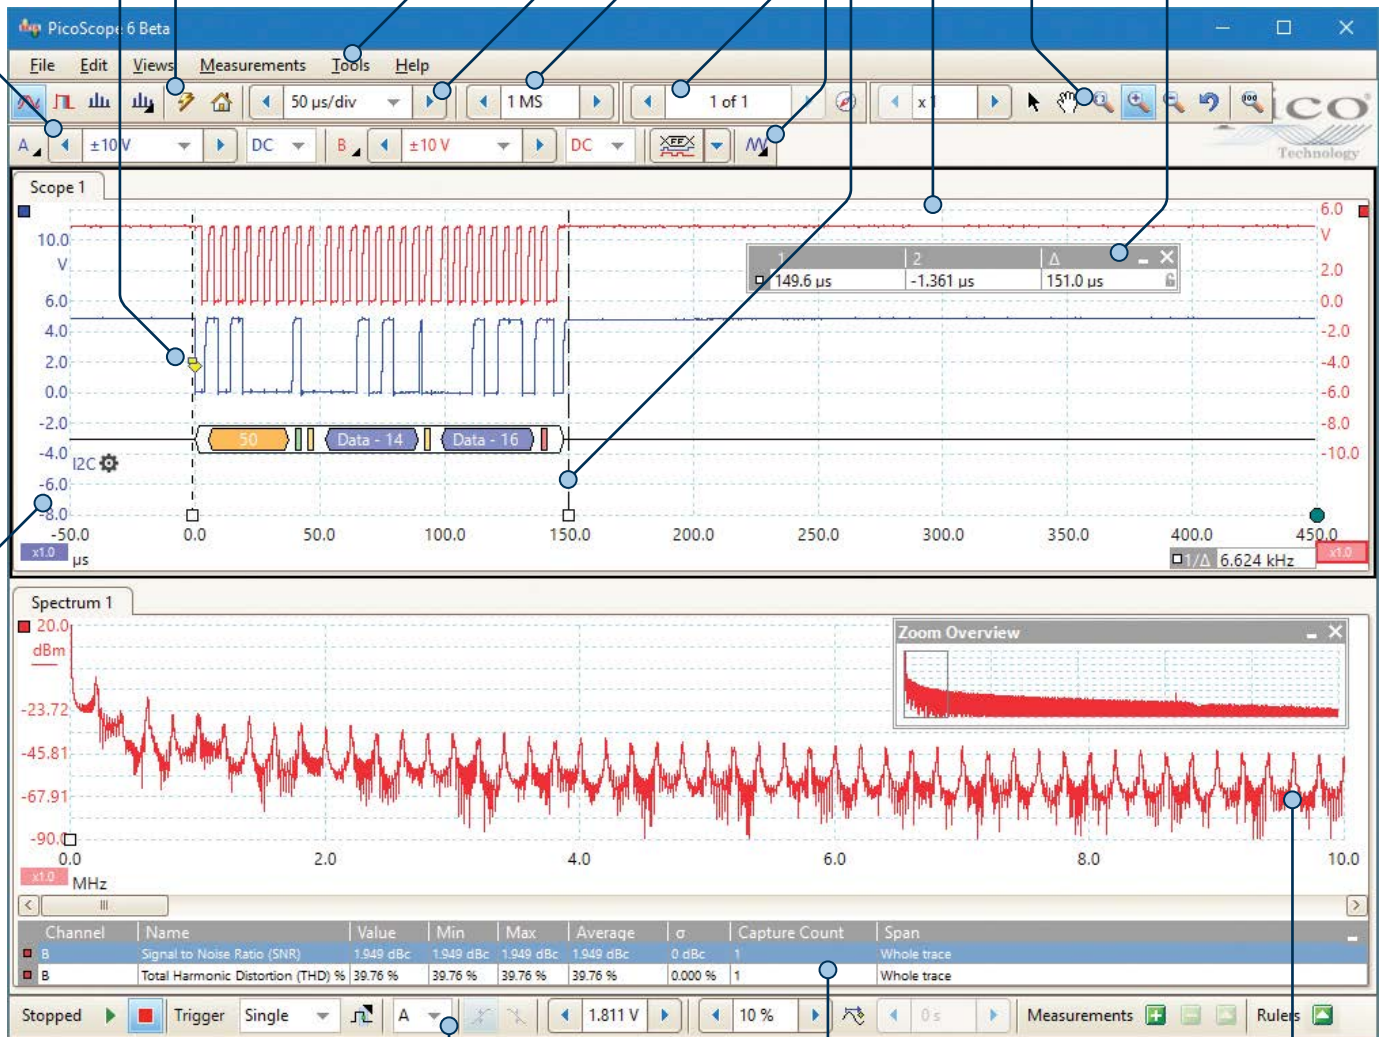 PicoScope 6 Beta
File Edit Views Measurements Tools Help
50 µs/div 1 MS 1 of 1 x 1
A ±10 V DC B ±10 V DC XFFX
pico
Technology
Scope 1
10.0
V
6.0
4.0
2.0
0.0
-2.0
-4.0
-6.0
-8.0
6.0
V
2.0
0.0
-2.0
-4.0
-6.0
-8.0
-10.0
1 2 Δ
149.6 µs -1.361 µs 151.0 µs
50 Data - 14 Data - 16
I2C
-50.0 0.0 50.0 100.0 150.0 200.0 250.0 300.0 350.0 400.0 450.0
x1.0 µs 1/Δ 6.624 kHz x1.0
Spectrum 1
20.0
dBm
-23.72
-45.81
-67.91
-90.0
Zoom Overview
0.0 2.0 4.0 6.0 8.0 10.0
x1.0 MHz
Channel Name Value Min Max Average σ Capture Count Span
B Signal to Noise Ratio (SNR) 1.949 dBc 1.949 dBc 1.949 dBc 1.949 dBc 0 dBc 1 Whole trace
B Total Harmonic Distortion (THD) % 39.76 % 39.76 % 39.76 % 39.76 % 0.000 % 1 Whole trace
Stopped Trigger Single A 1.811 V 10 % 0 s Measurements Rulers